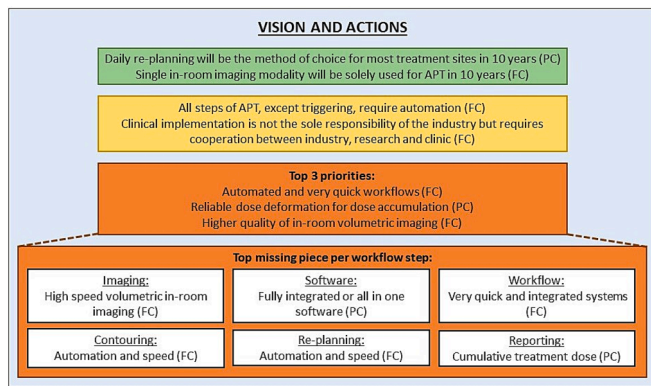 VISION AND ACTIONS
Daily re-planning will be the method of choice for most treatment sites in 10 years (PC)
Single in-room imaging modality will be solely used for APT in 10 years (FC)
All steps of APT, except triggering, require automation (FC)
Clinical implementation is not the sole responsibility of the industry but requires
cooperation between industry, research and clinic (FC)
Top 3 priorities:
Automated and very quick workflows (FC)
Reliable dose deformation for dose accumulation (PC)
Higher quality of in-room volumetric imaging (FC)
Top missing piece per workflow step:
Imaging:
High speed volumetric in-room
imaging (FC)
Software:
Fully integrated or all in one
software (PC)
Workflow:
Very quick and integrated systems
(FC)
Contouring:
Automation and speed (FC)
Re-planning:
Automation and speed (FC)
Reporting:
Cumulative treatment dose (PC)